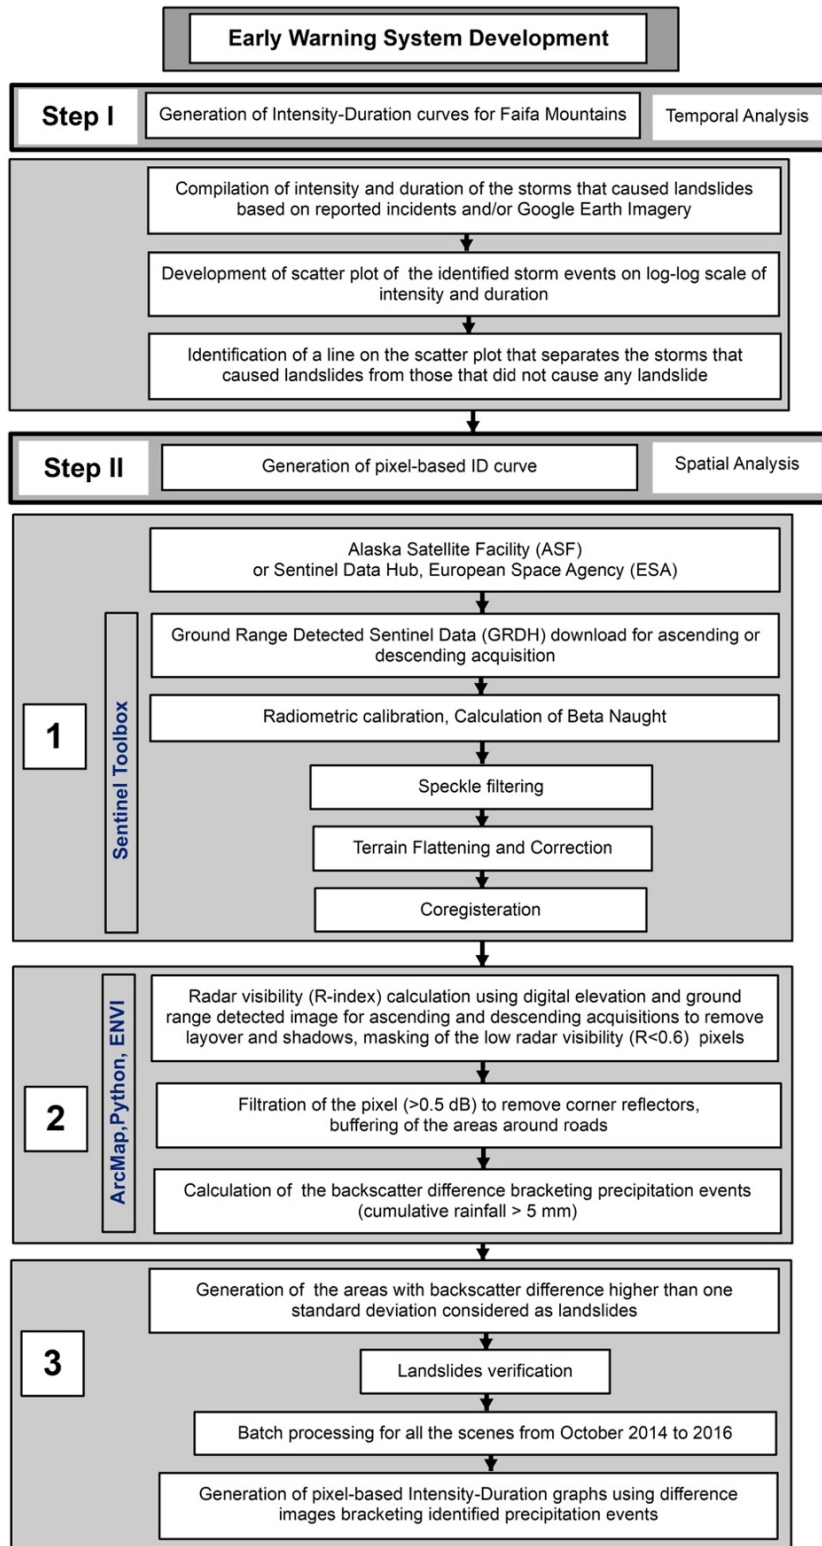 Early Warning System Development
Step I
Generation of Intensity-Duration curves for Faifa Mountains
Temporal Analysis
Compilation of intensity and duration of the storms that caused landslides
based on reported incidents and/or Google Earth Imagery
Development of scatter plot of the identified storm events on log-log scale of
intensity and duration
Identification of a line on the scatter plot that separates the storms that
caused landslides from those that did not cause any landslide
Step II
Generation of pixel-based ID curve
Spatial Analysis
1
Sentinel Toolbox
Alaska Satellite Facility (ASF)
or Sentinel Data Hub, European Space Agency (ESA)
Ground Range Detected Sentinel Data (GRDH) download for ascending or
descending acquisition
Radiometric calibration, Calculation of Beta Naught
Speckle filtering
Terrain Flattening and Correction
Coregisteration
2
ArcMap,Python, ENVI
Radar visibility (R-index) calculation using digital elevation and ground
range detected image for ascending and descending acquisitions to remove
layover and shadows, masking of the low radar visibility (R<0.6) pixels
Filtration of the pixel (>0.5 dB) to remove corner reflectors,
buffering of the areas around roads
Calculation of the backscatter difference bracketing precipitation events
(cumulative rainfall > 5 mm)
3
Generation of the areas with backscatter difference higher than one
standard deviation considered as landslides
Landslides verification
Batch processing for all the scenes from October 2014 to 2016
Generation of pixel-based Intensity-Duration graphs using difference
images bracketing identified precipitation events